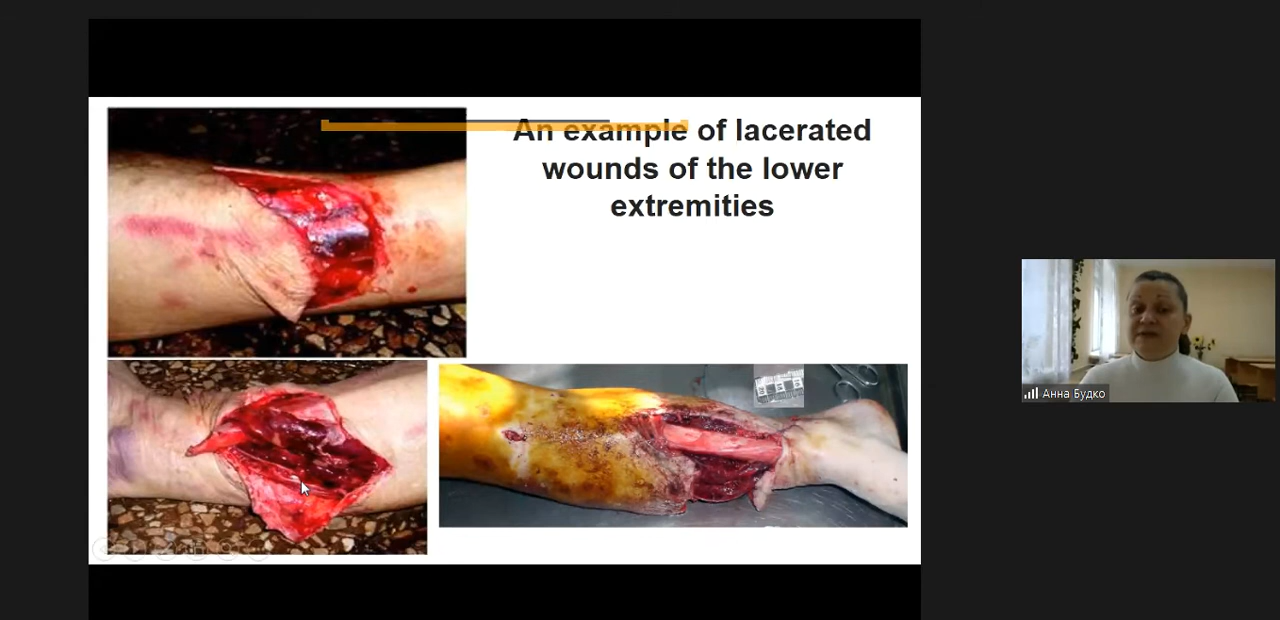 An example of lacerated
wounds of the lower
extremities
Анна Будко